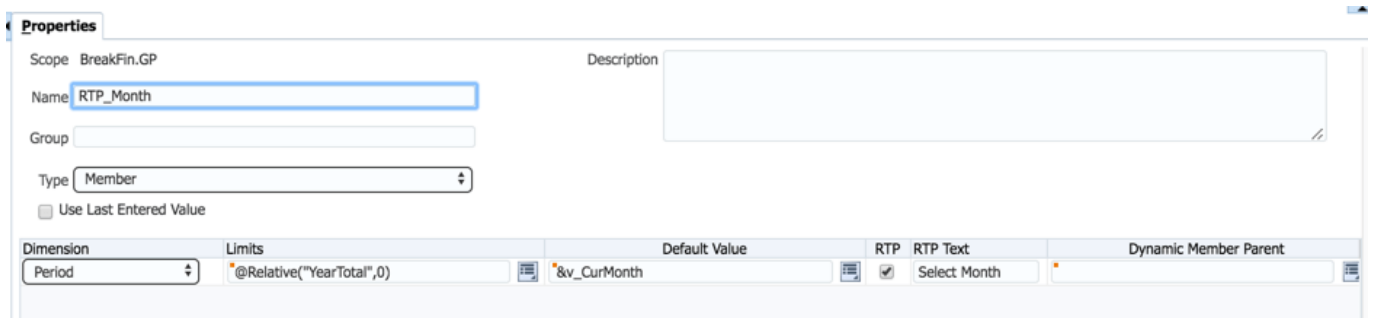 Properties
Scope BreakFin.GP Description
Name RTP_Month
Group
Type Member
Use Last Entered Value
Dimension Limits Default Value RTP RTP Text Dynamic Member Parent
Period @Relative("YearTotal",0) &v_CurMonth Select Month